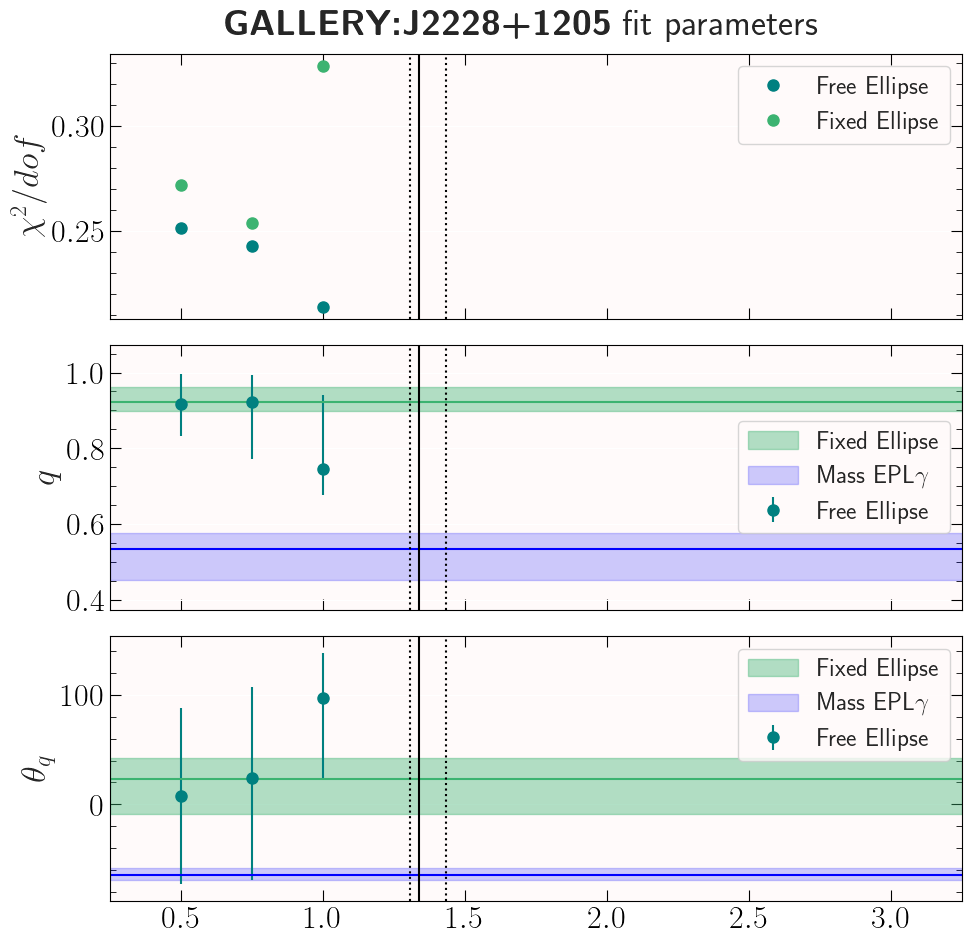 GALLERY:J2228+1205 fit parameters
χ²/dof
0.30
0.25
Free Ellipse
Fixed Ellipse
q
1.0
0.8
0.6
0.4
Fixed Ellipse
Mass EPLγ
Free Ellipse
θq
100
0
Fixed Ellipse
Mass EPLγ
Free Ellipse
0.5 1.0 1.5 2.0 2.5 3.0